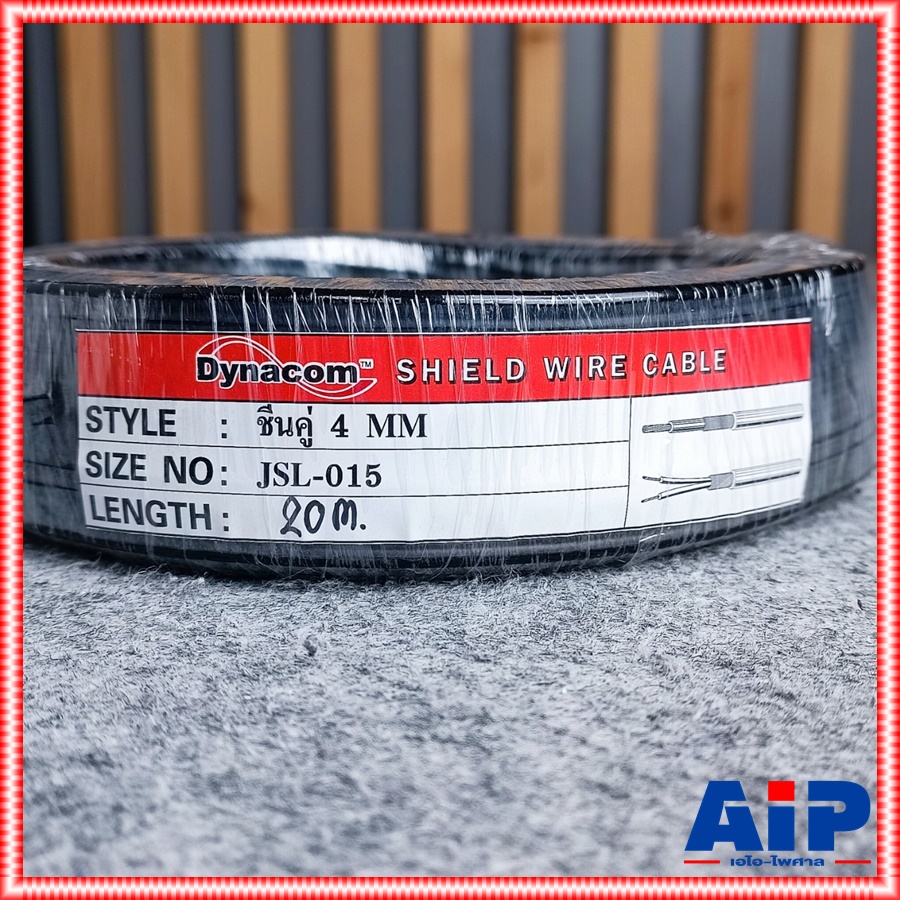 Dynacom™ SHIELD WIRE CABLE
STYLE : ชีนคู่ 4 MM
SIZE NO : JSL-015
LENGTH : 20 m.
AiP
เอไอ-ไพศาล